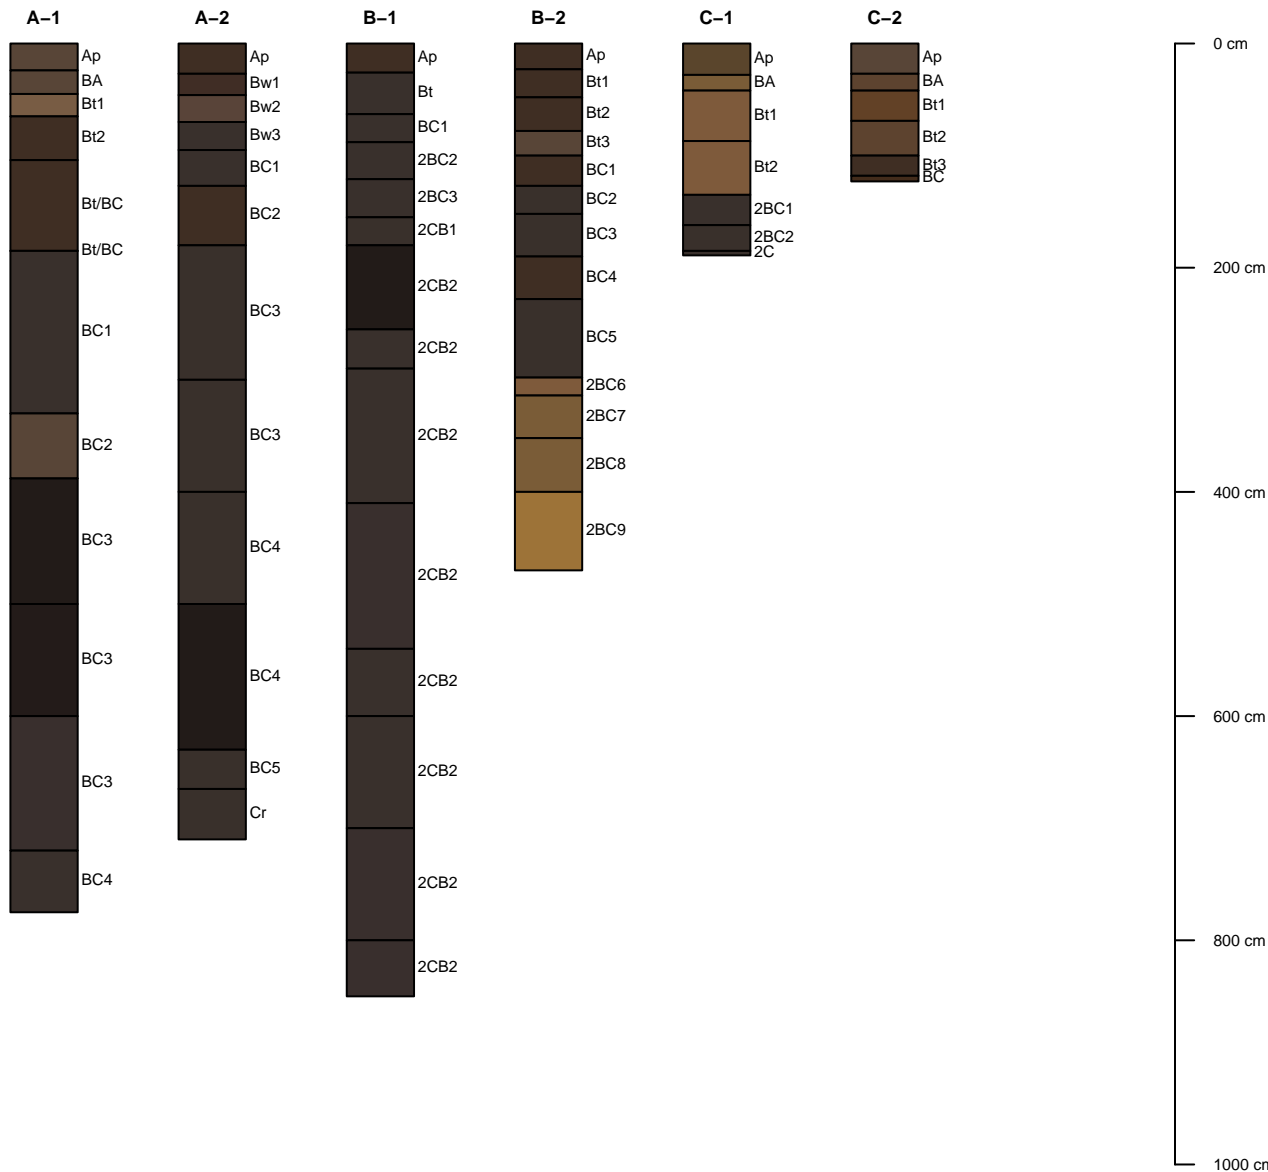 A–1
A–2
B–1
B–2
C–1
C–2
Ap
BA
Bt1
Bt2
Bt/BC
Bt/BC
BC1
BC2
BC3
BC3
BC3
BC4
Ap
Bw1
Bw2
Bw3
BC1
BC2
BC3
BC3
BC4
BC4
BC5
Cr
Ap
Bt
BC1
2BC2
2BC3
2CB1
2CB2
2CB2
2CB2
2CB2
2CB2
2CB2
2CB2
2CB2
Ap
Bt1
Bt2
Bt3
BC1
BC2
BC3
BC4
BC5
2BC6
2BC7
2BC8
2BC9
Ap
BA
Bt1
Bt2
2BC1
2BC2
2C
Ap
BA
Bt1
Bt2
Bt3
BC
0 cm
200 cm
400 cm
600 cm
800 cm
1000 cm